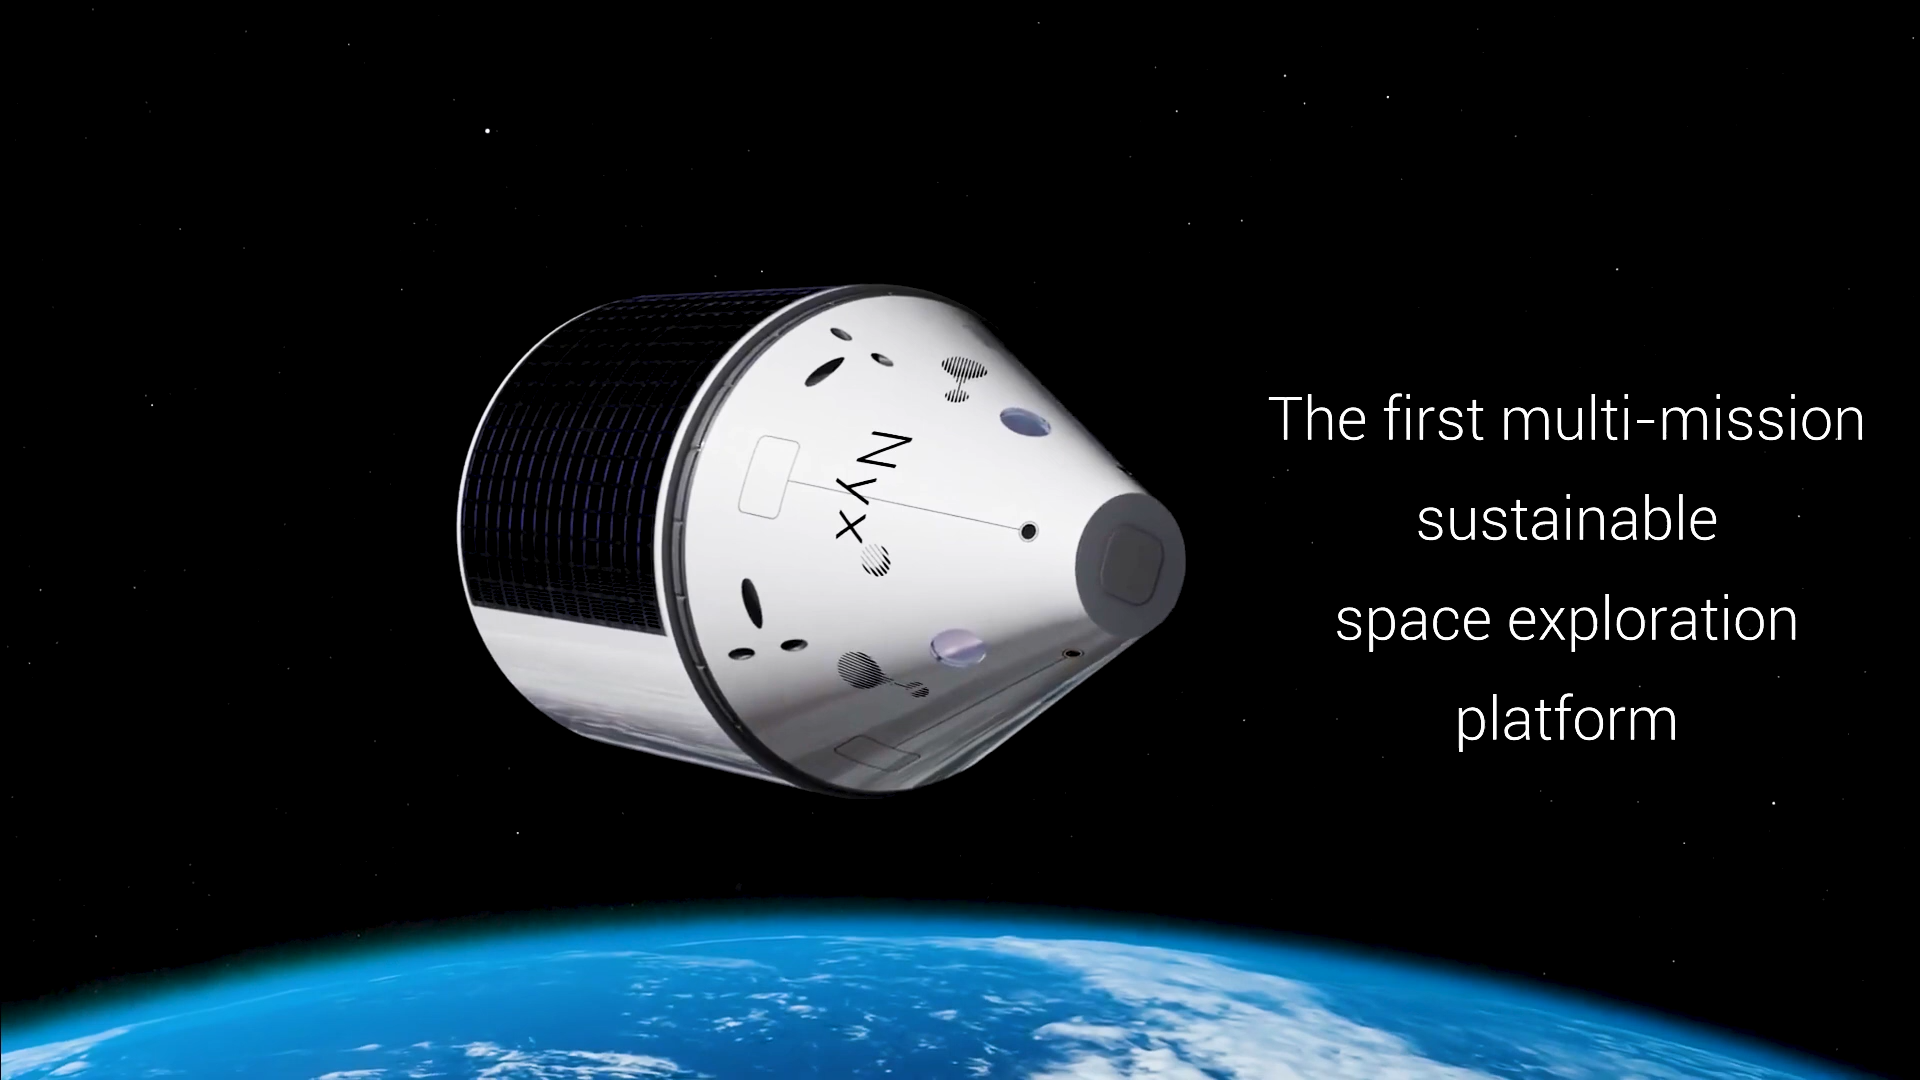 Nyx
The first multi-mission
sustainable
space exploration
platform